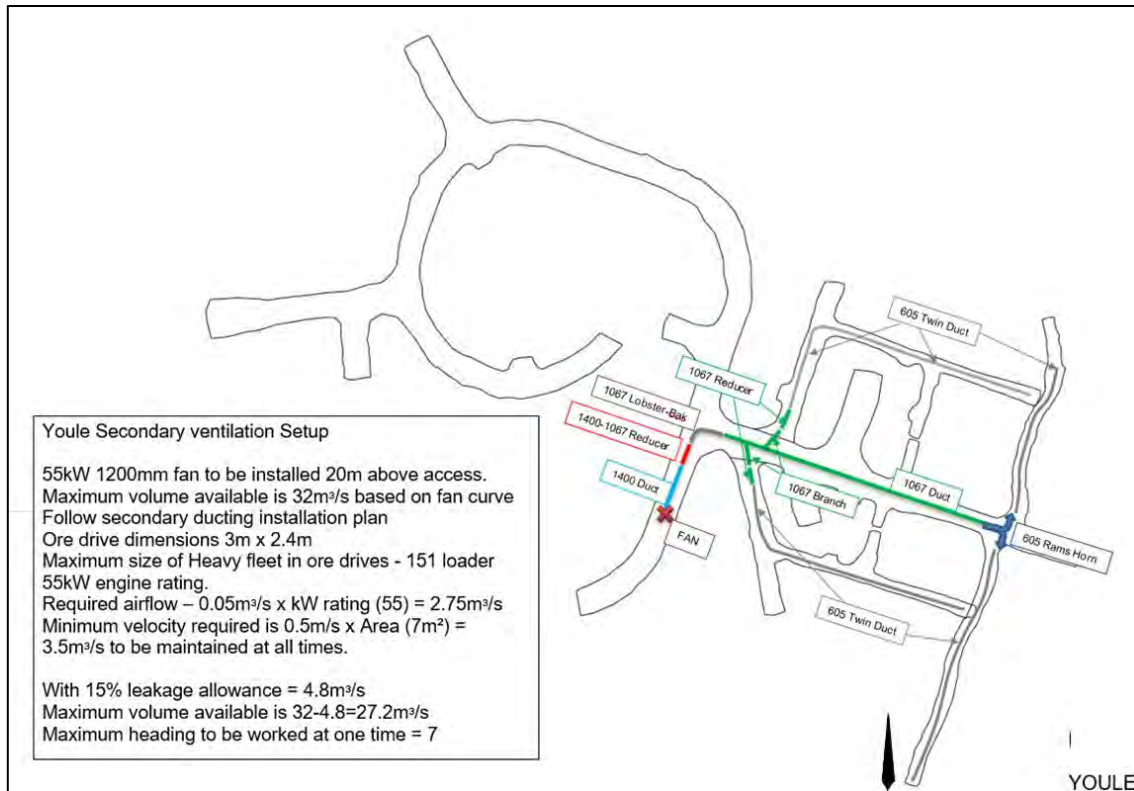 605 Twin Duct
1067 Reducer
1067 Lobster-Bak
1400-1067 Reducer
1400 Duct
1067 Duct
1067 Branch
FAN
605 Rams Horn
605 Twin Duct
Youle Secondary ventilation Setup
55kW 1200mm fan to be installed 20m above access.
Maximum volume available is 32m³/s based on fan curve
Follow secondary ducting installation plan
Ore drive dimensions 3m x 2.4m
Maximum size of Heavy fleet in ore drives - 151 loader
55kW engine rating.
Required airflow – 0.05m³/s x kW rating (55) = 2.75m³/s
Minimum velocity required is 0.5m/s x Area (7m²) =
3.5m³/s to be maintained at all times.
With 15% leakage allowance = 4.8m³/s
Maximum volume available is 32-4.8=27.2m³/s
Maximum heading to be worked at one time = 7
YOULE